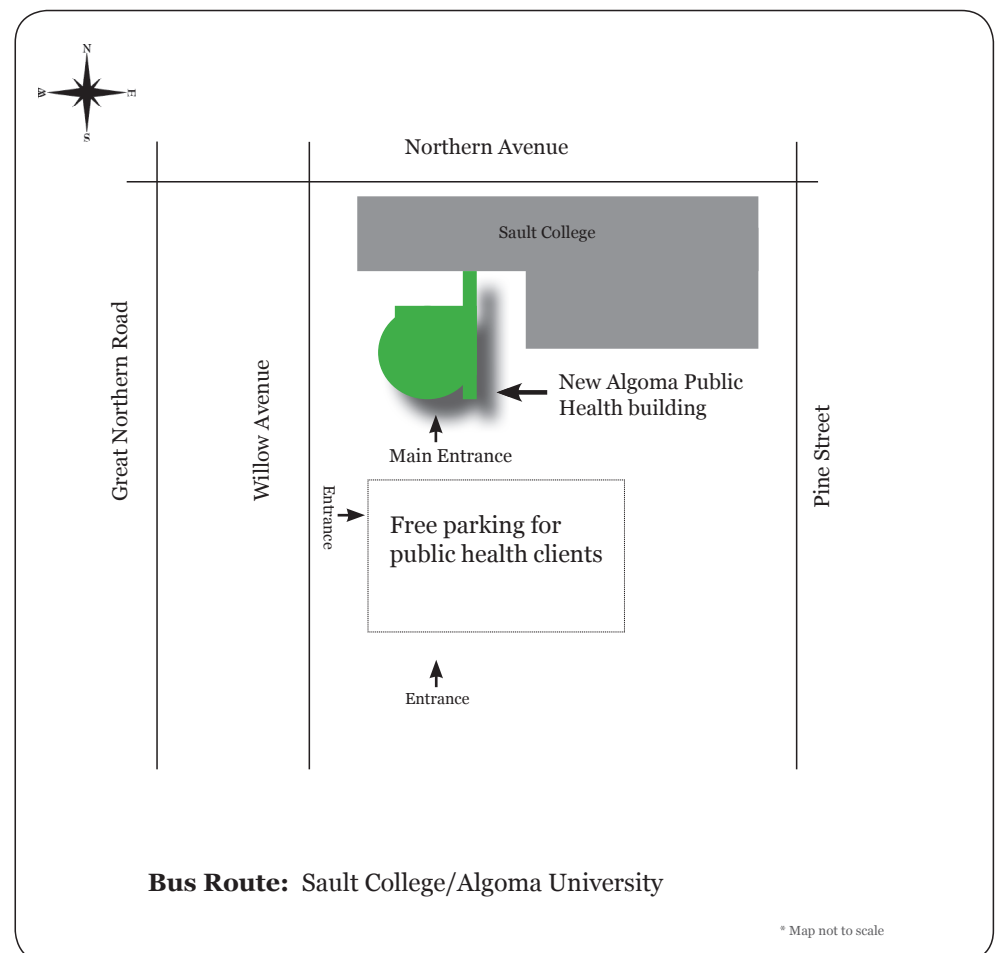 N
W
E
S
Northern Avenue
Sault College
Great Northern Road
Willow Avenue
New Algoma Public
Health building
Pine Street
Main Entrance
Entrance
Free parking for
public health clients
Entrance
Bus Route: Sault College/Algoma University
* Map not to scale